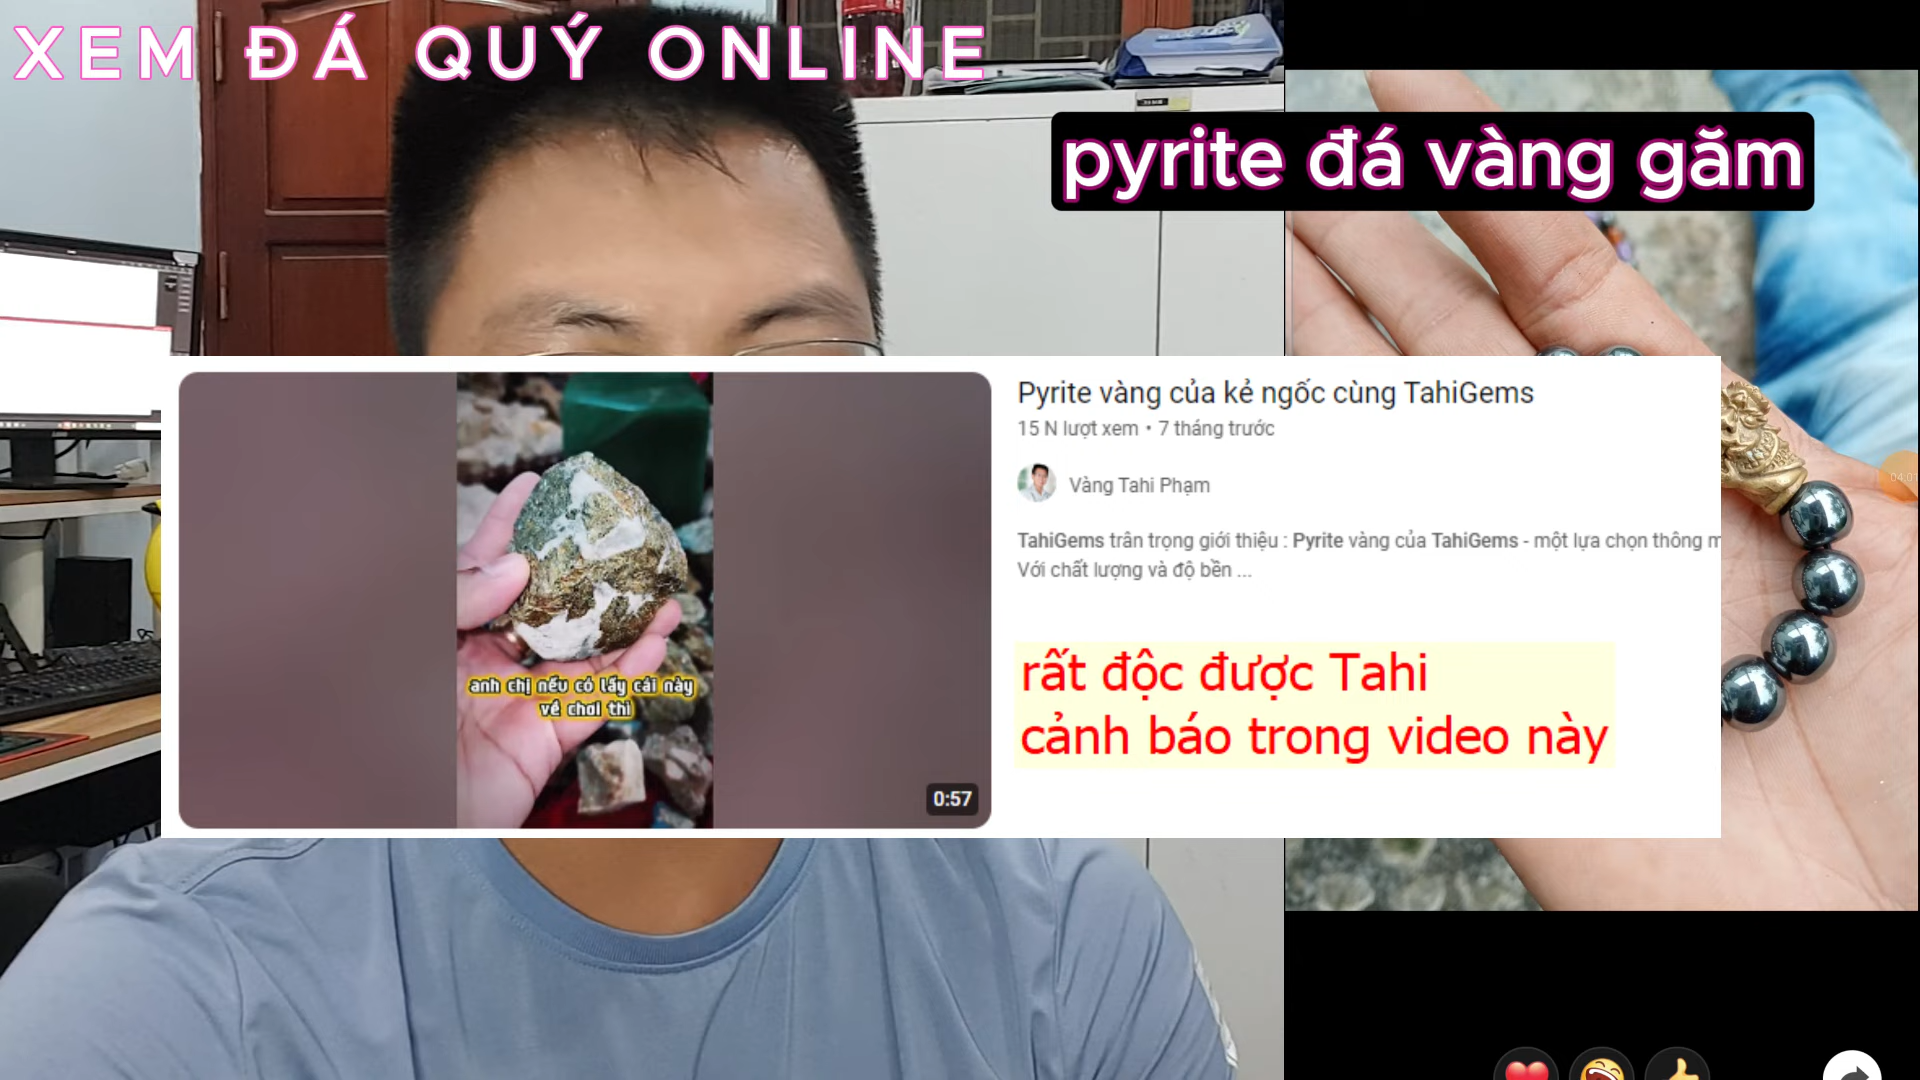 XEM ĐÁ QUÝ ONLINE
pyrite đá vàng găm
Pyrite vàng của kẻ ngốc cùng TahiGems
15 N lượt xem • 7 tháng trước
Vàng Tahi Phạm
TahiGems trân trọng giới thiệu : Pyrite vàng của TahiGems - một lựa chọn thông m
Với chất lượng và độ bền ...
anh chị nếu có lấy cái này
về chơi thì
0:57
rất độc được Tahi
cảnh báo trong video này
04:01